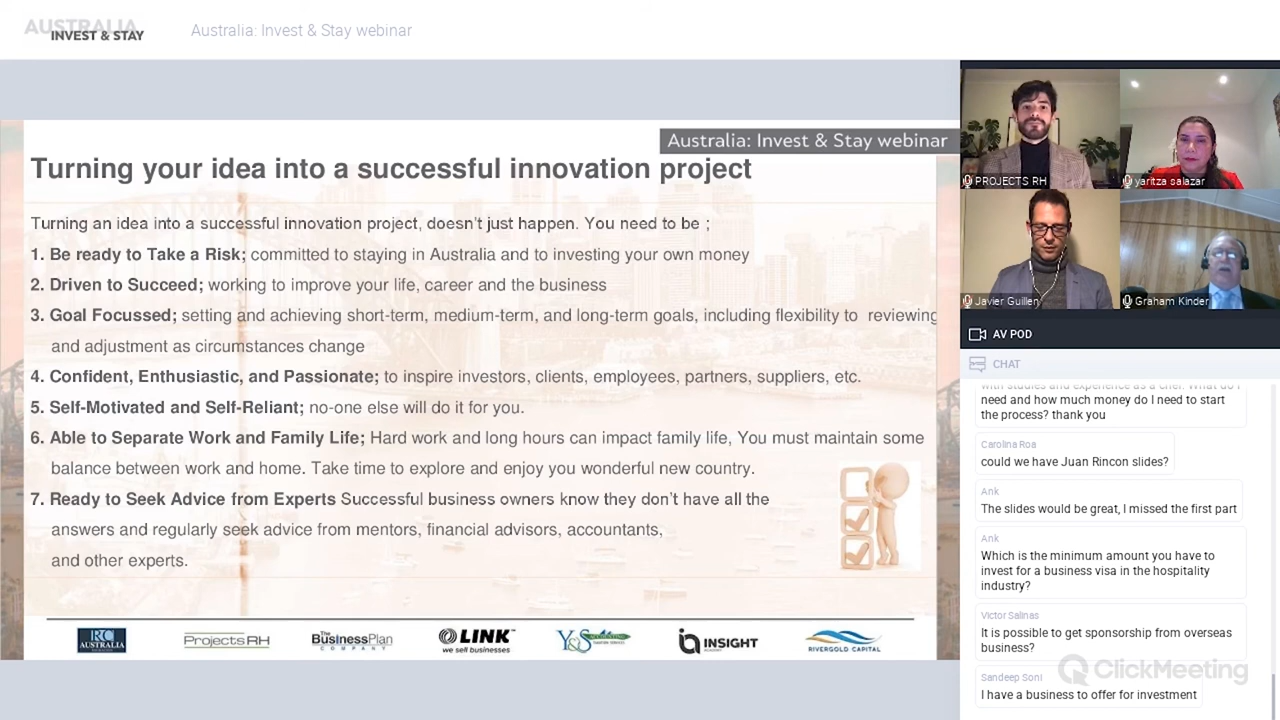 AUSTRALIA
INVEST & STAY
Australia: Invest & Stay webinar
Australia: Invest & Stay webinar
Turning your idea into a successful innovation project
Turning an idea into a successful innovation project, doesn't just happen. You need to be ;
1. Be ready to Take a Risk; committed to staying in Australia and to investing your own money
2. Driven to Succeed; working to improve your life, career and the business
3. Goal Focussed; setting and achieving short-term, medium-term, and long-term goals, including flexibility to reviewing
and adjustment as circumstances change
4. Confident, Enthusiastic, and Passionate; to inspire investors, clients, employees, partners, suppliers, etc.
5. Self-Motivated and Self-Reliant; no-one else will do it for you.
6. Able to Separate Work and Family Life; Hard work and long hours can impact family life, You must maintain some
balance between work and home. Take time to explore and enjoy you wonderful new country.
7. Ready to Seek Advice from Experts Successful business owners know they don't have all the
answers and regularly seek advice from mentors, financial advisors, accountants,
and other experts.
RC
AUSTRALIA
Projects RH
The BusinessPlan
COMPANY
LINK
we sell businesses
Y&S
INSIGHT
RIVERGOLD CAPITAL
PROJECTS RH
yaritza salazar
Javier Guillen
Graham Kinder
AV POD
CHAT
with studies and experience as a chef. What do I
need and how much money do I need to start
the process? thank you
Carolina Roa
could we have Juan Rincon slides?
Ank
The slides would be great, I missed the first part
Ank
Which is the minimum amount you have to
invest for a business visa in the hospitality
industry?
Victor Salinas
It is possible to get sponsorship from overseas
business?
Sandeep Soni
I have a business to offer for investment
ClickMeeting